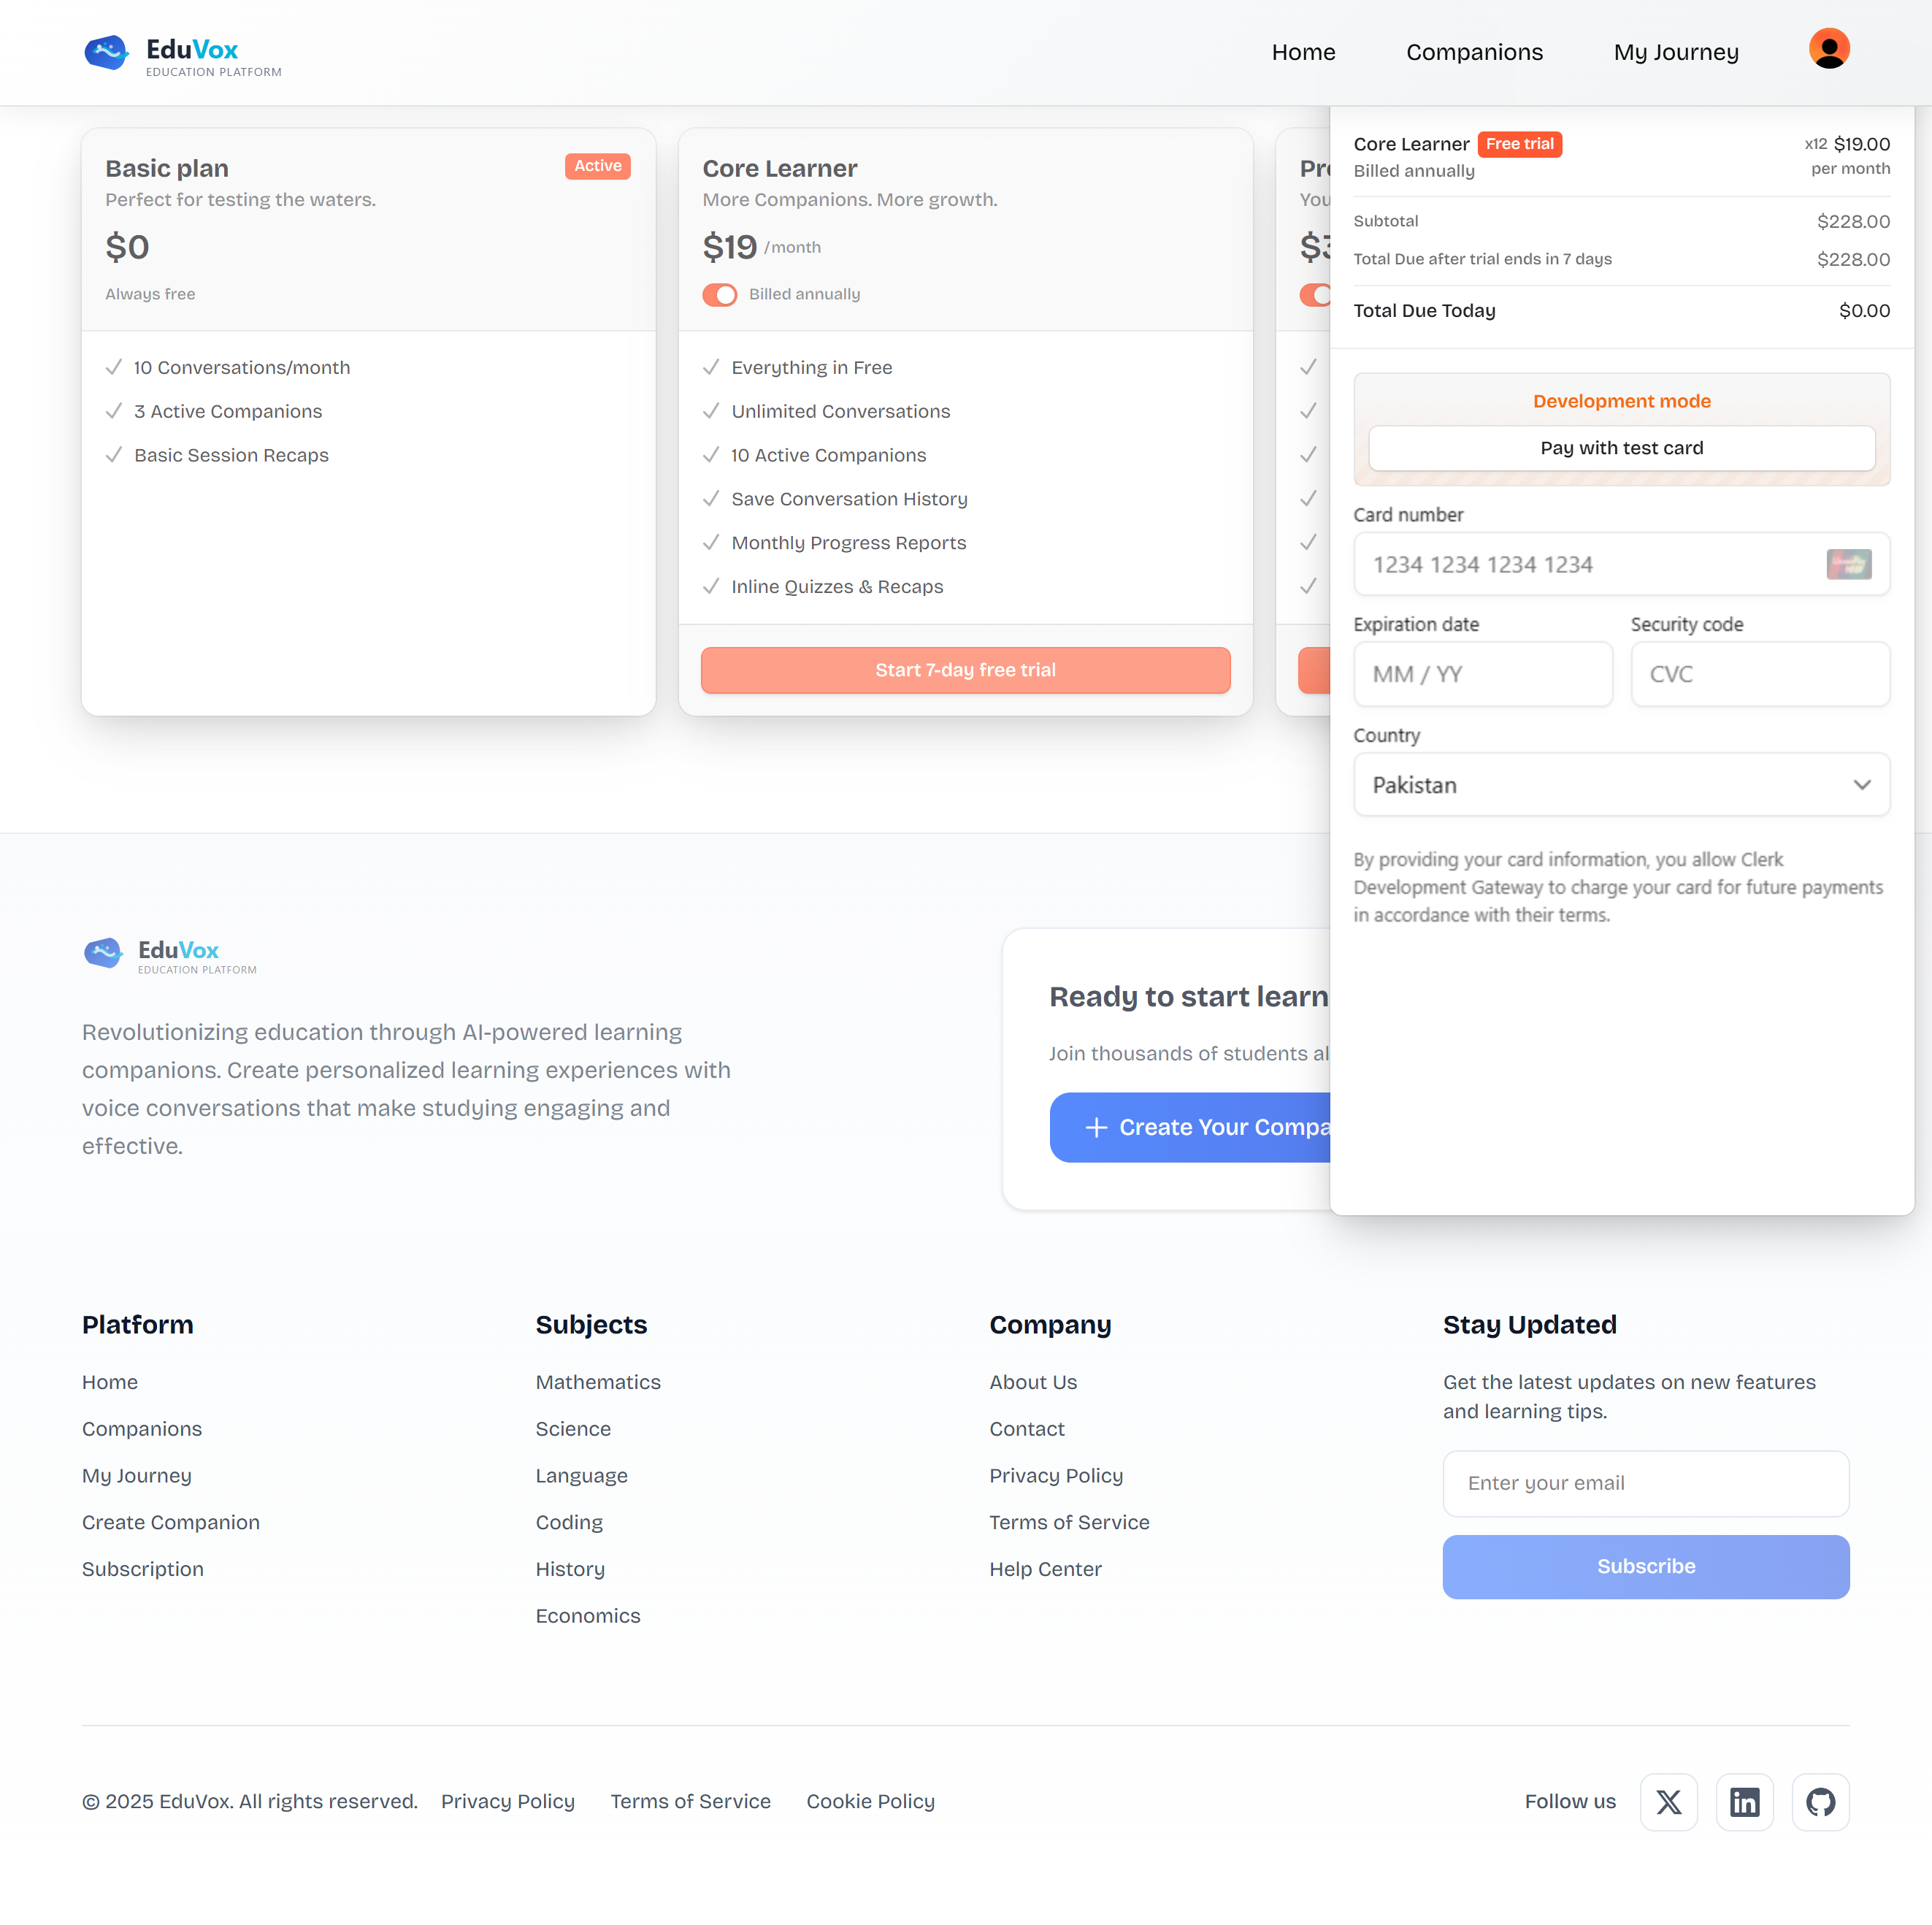 EduVox
EDUCATION PLATFORM
Home
Companions
My Journey
Basic plan
Active
Perfect for testing the waters.
$0
Always free
10 Conversations/month
3 Active Companions
Basic Session Recaps
Core Learner
More Companions. More growth.
$19 /month
Billed annually
Everything in Free
Unlimited Conversations
10 Active Companions
Save Conversation History
Monthly Progress Reports
Inline Quizzes & Recaps
Start 7-day free trial
Core Learner Free trial
x12 $19.00
Billed annually
per month
Subtotal
$228.00
Total Due after trial ends in 7 days
$228.00
Total Due Today
$0.00
Development mode
Pay with test card
Card number
1234 1234 1234 1234
Expiration date
MM / YY
Security code
CVC
Country
Pakistan
By providing your card information, you allow Clerk
Development Gateway to charge your card for future payments
in accordance with their terms.
EduVox
EDUCATION PLATFORM
Revolutionizing education through AI-powered learning
companions. Create personalized learning experiences with
voice conversations that make studying engaging and
effective.
Ready to start learn
Join thousands of students al
Create Your Compa
Platform
Home
Companions
My Journey
Create Companion
Subscription
Subjects
Mathematics
Science
Language
Coding
History
Economics
Company
About Us
Contact
Privacy Policy
Terms of Service
Help Center
Stay Updated
Get the latest updates on new features
and learning tips.
Enter your email
Subscribe
© 2025 EduVox. All rights reserved.
Privacy Policy
Terms of Service
Cookie Policy
Follow us